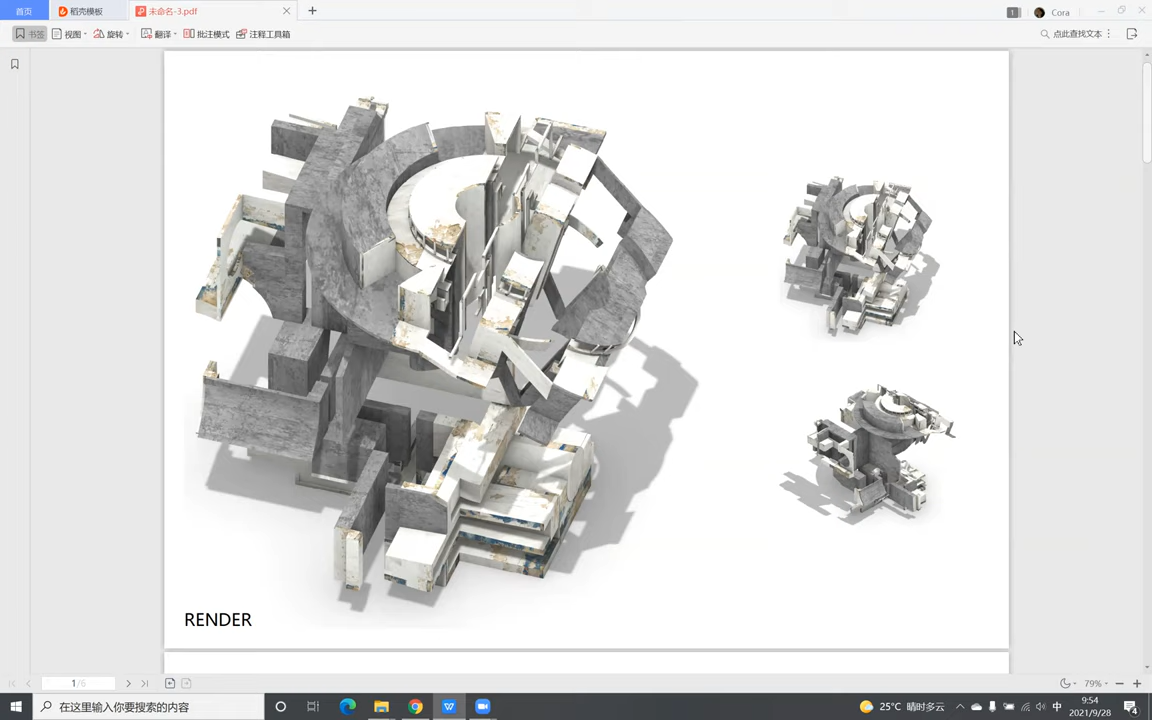 首页
稻壳模板
未命名-3.pdf
1
Cora
书签
视图
旋转
翻译
批注模式
注释工具箱
点此查找文本
RENDER
1/6
79%
在这里输入你要搜索的内容
25°C 晴时多云
中
9:54
2021/9/28
4